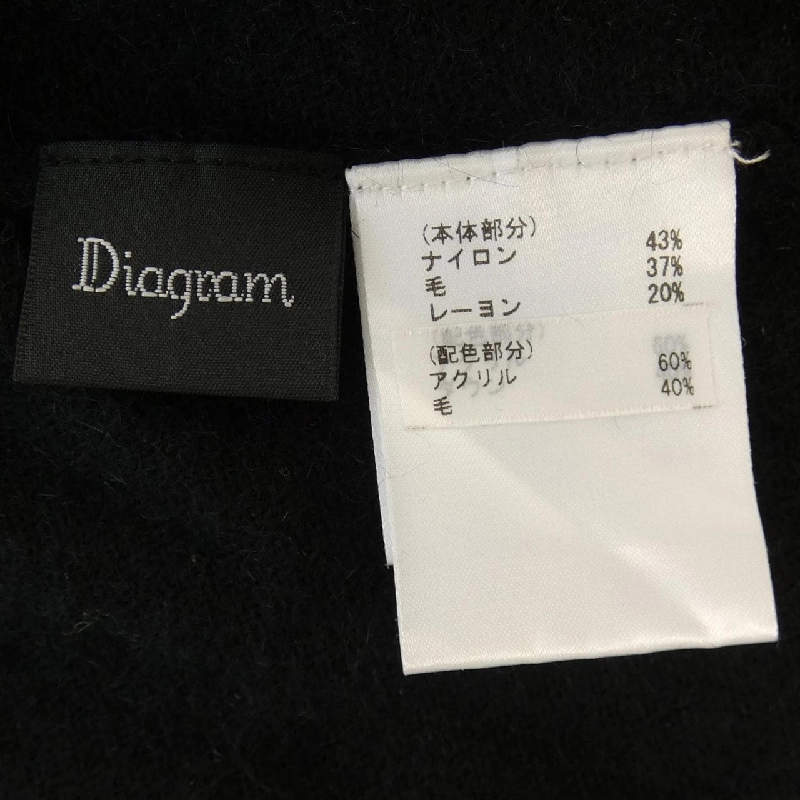 Diagram
(本体部分)
ナイロン 43%
毛 37%
レーヨン 20%
(配色部分)
アクリル 60%
毛 40%